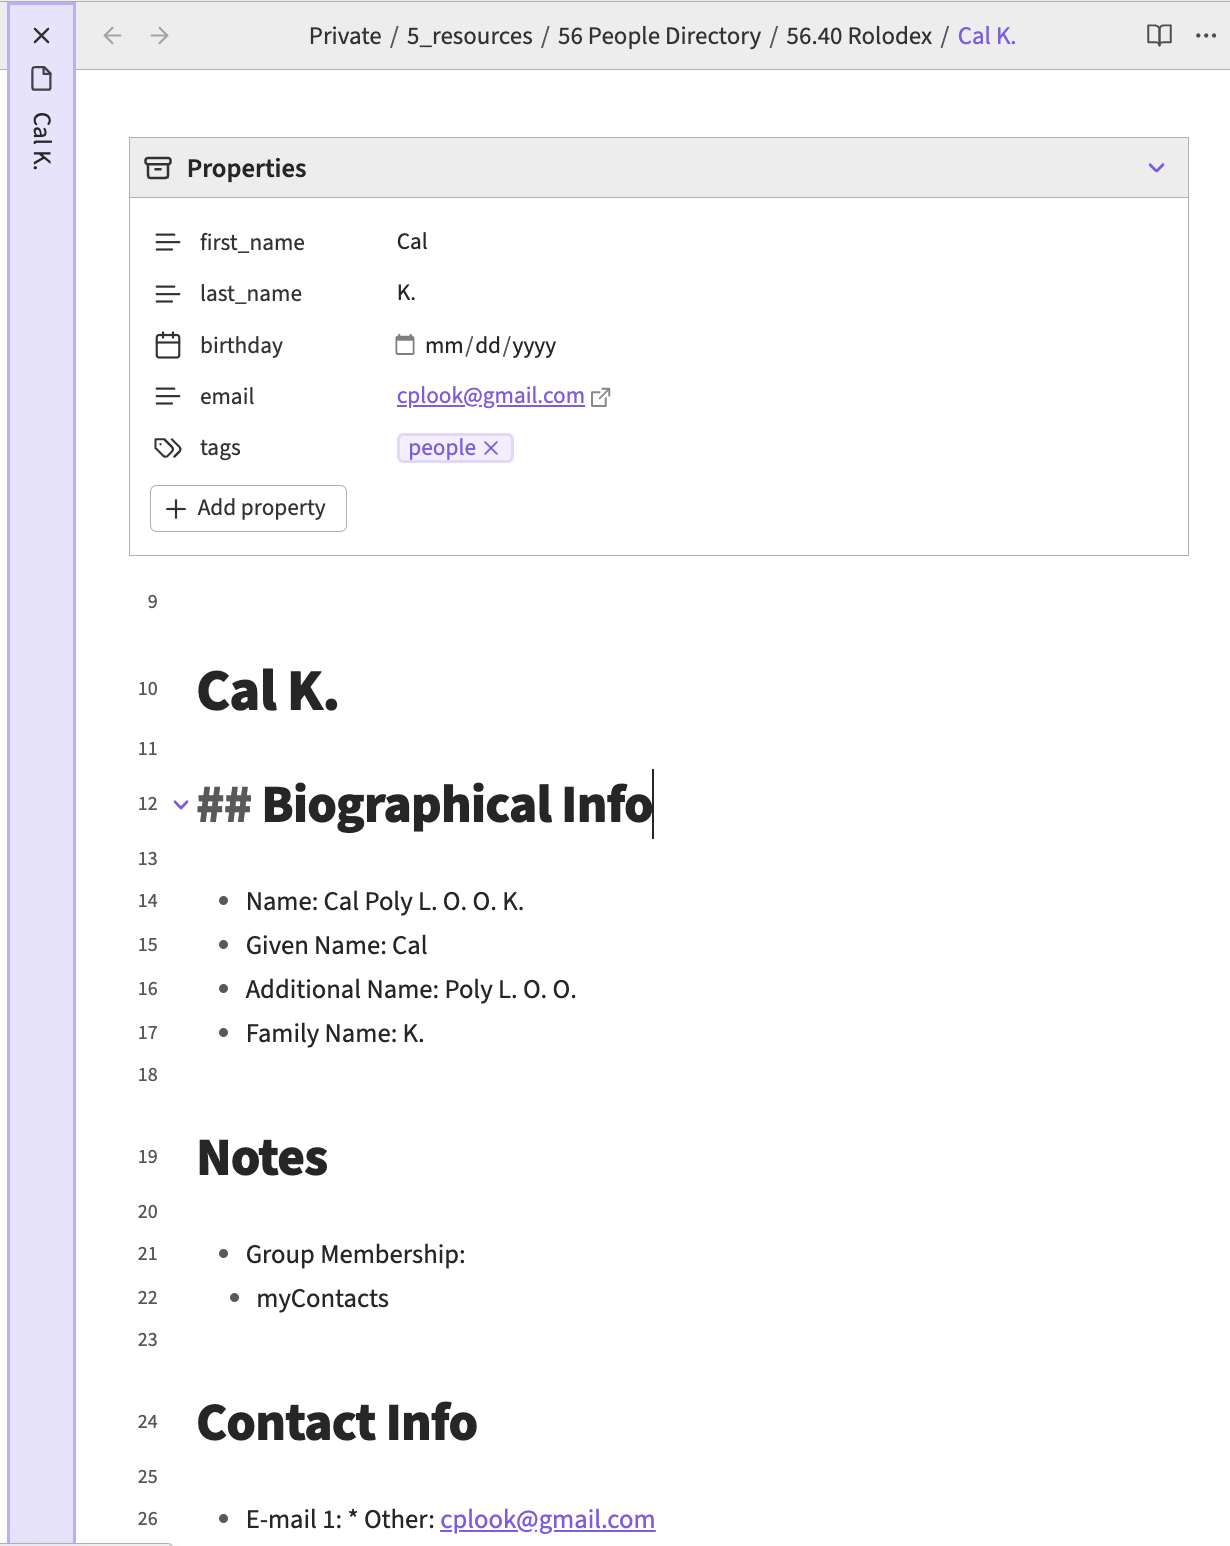 Cal K.
Private / 5_resources / 56 People Directory / 56.40 Rolodex / Cal K.
Properties
first_name Cal
last_name K.
birthday mm/dd/yyyy
email cplook@gmail.com
tags people
Add property
9
10 Cal K.
11
12 ## Biographical Info
13
14 • Name: Cal Poly L. O. O. K.
15 • Given Name: Cal
16 • Additional Name: Poly L. O. O.
17 • Family Name: K.
18
19 Notes
20
21 • Group Membership:
22 • myContacts
23
24 Contact Info
25
26 • E-mail 1: * Other: cplook@gmail.com